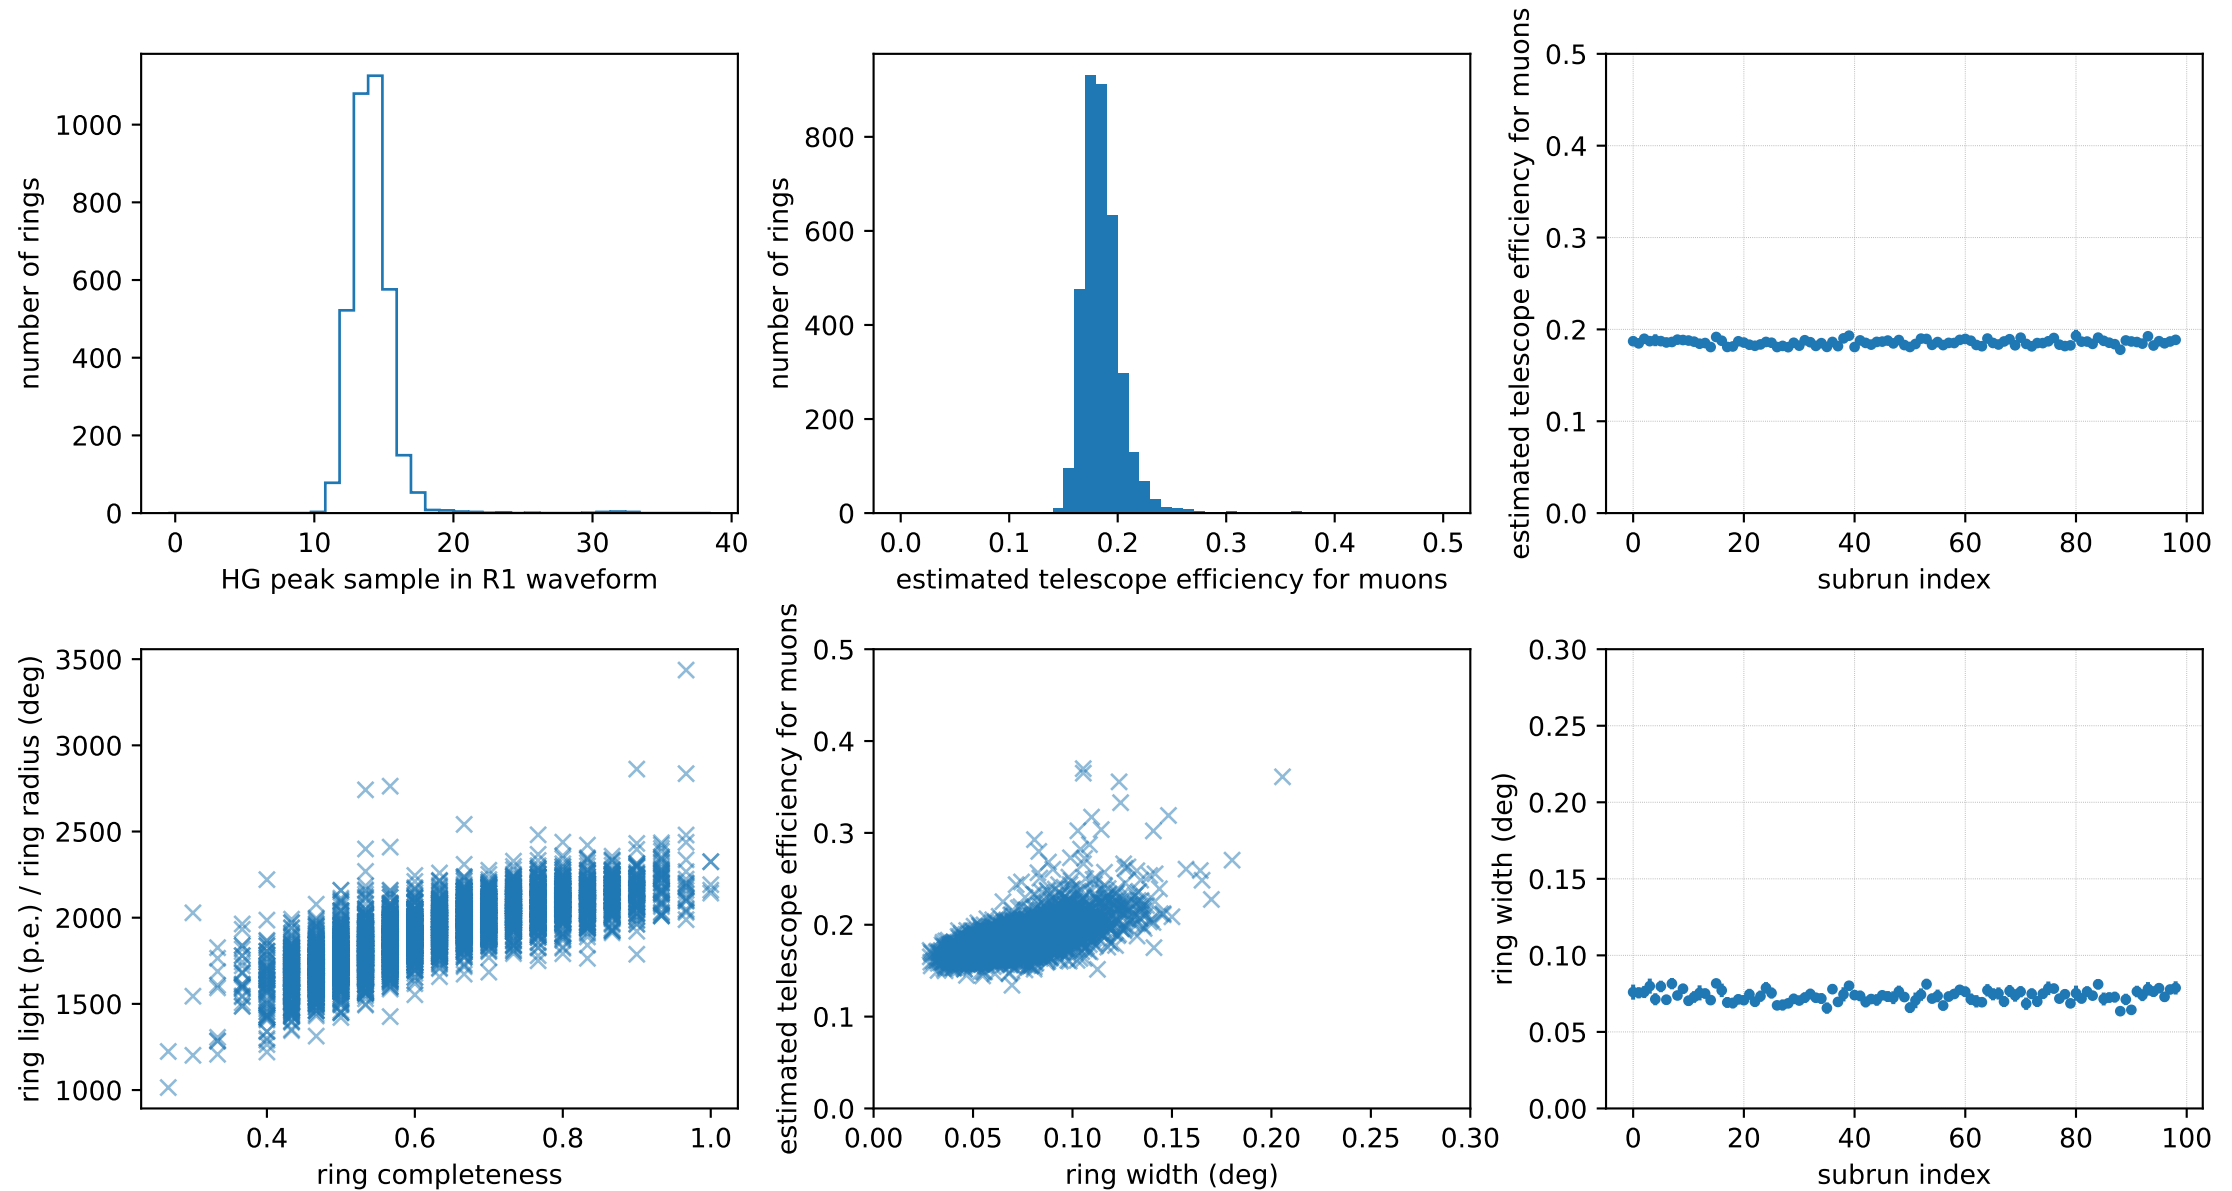 number of rings
1000
800
600
400
200
0
0 10 20 30 40
HG peak sample in R1 waveform
number of rings
800
600
400
200
0
0.0 0.1 0.2 0.3 0.4 0.5
estimated telescope efficiency for muons
estimated telescope efficiency for muons
0.5
0.4
0.3
0.2
0.1
0.0
0 20 40 60 80 100
subrun index
ring light (p.e.) / ring radius (deg)
3500
3000
2500
2000
1500
1000
0.4 0.6 0.8 1.0
ring completeness
estimated telescope efficiency for muons
0.5
0.4
0.3
0.2
0.1
0.0
0.00 0.05 0.10 0.15 0.20 0.25 0.30
ring width (deg)
ring width (deg)
0.30
0.25
0.20
0.15
0.10
0.05
0.00
0 20 40 60 80 100
subrun index